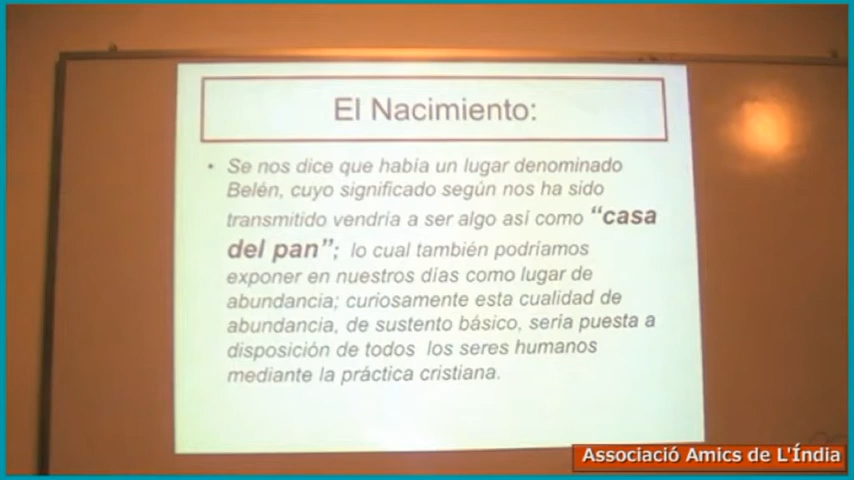 El Nacimiento:
• Se nos dice que había un lugar denominado
Belén, cuyo significado según nos ha sido
transmitido vendría a ser algo así como “casa
del pan”; lo cual también podríamos
exponer en nuestros días como lugar de
abundancia; curiosamente esta cualidad de
abundancia, de sustento básico, sería puesta a
disposición de todos los seres humanos
mediante la práctica cristiana.
Associació Amics de L'Índia